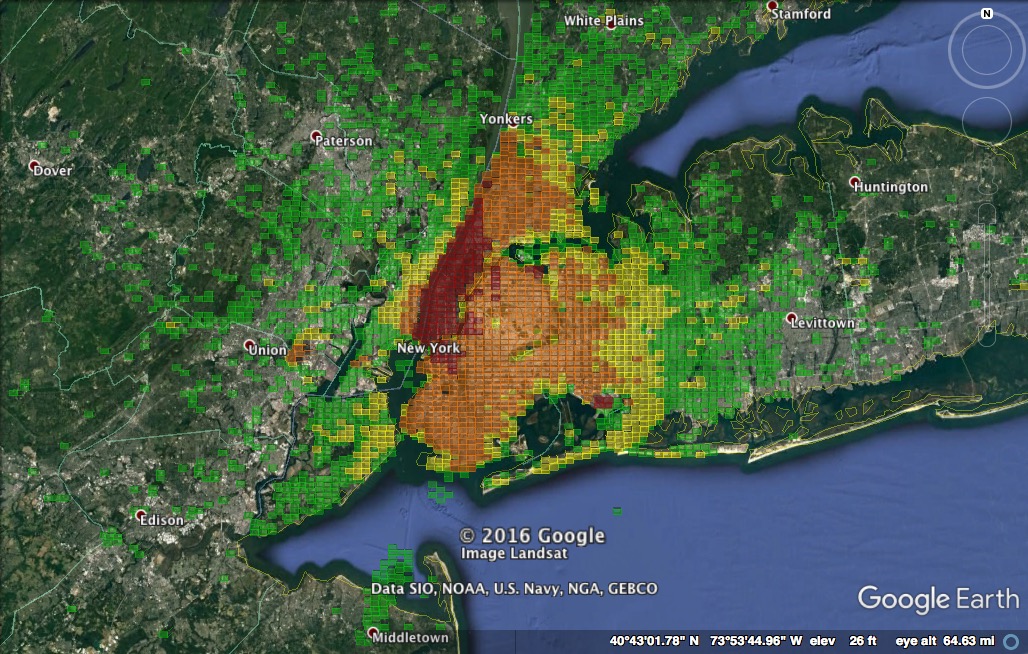 White Plains
Stamford
N
Yonkers
Paterson
Dover
Huntington
Levittown
New York
Union
Edison
© 2016 Google
Image Landsat
Data SIO, NOAA, U.S. Navy, NGA, GEBCO
Google Earth
Middletown
40°43'01.78" N 73°53'44.96" W elev 26 ft eye alt 64.63 mi